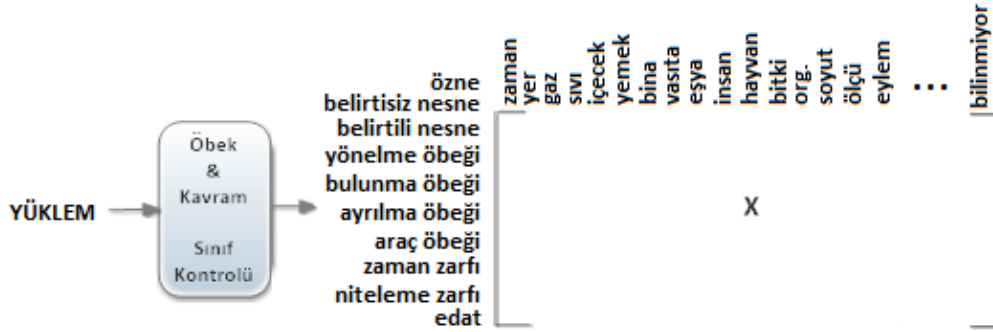 YÜKLEM
Öbek
&
Kavram
Sınıf
Kontrolü
özne
belirtisiz nesne
belirtili nesne
yönelme öbeği
bulunma öbeği
ayrılma öbeği
araç öbeği
zaman zarfı
niteleme zarfı
edat
zaman
yer
gaz
sıvı
içecek
yemek
bina
vasıta
eşya
insan
hayvan
bitki
org.
soyut
ölçü
eylem
...
bilinmiyor
X